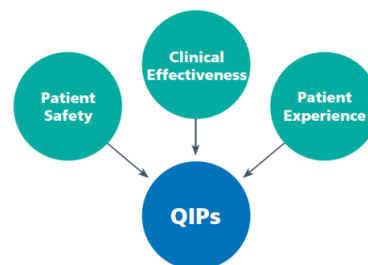 Clinical
Effectiveness
Patient
Safety
Patient
Experience
QIPs